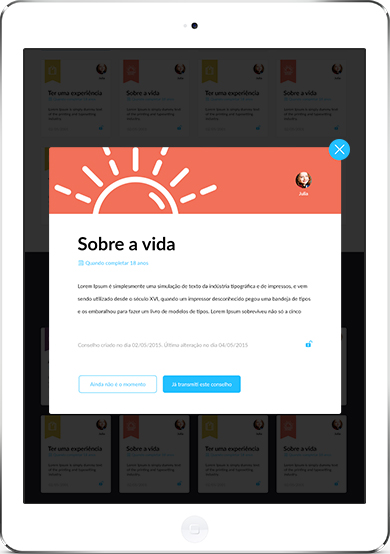 Ter uma experiência
Sobre a vida
Ter uma experiência
Sobre a vida
Julia
Sobre a vida
Quando completar 18 anos
Lorem Ipsum é simplesmente uma simulação de texto da indústria tipográfica e de impressos, e vem
sendo utilizado desde o século XVI, quando um impressor desconhecido pegou uma bandeja de tipos
e os embaralhou para fazer um livro de modelos de tipos. Lorem Ipsum sobreviveu não só a cinco
Conselho criado no dia 02/05/2015. Última alteração no dia 04/05/2015
Ainda não é o momento
Já transmiti este conselho
Ter uma experiência
Sobre a vida
Ter uma experiência
Sobre a vida